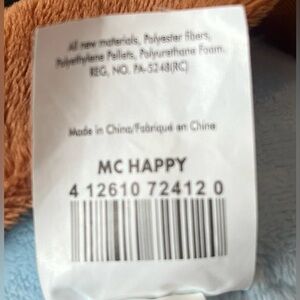 All new materials, Polyester fibers,
Polyethylene Pellets, Polyurethane Foam.
REG, NO. PA-5248(RC)
Made in China/Fabriqué en Chine
MC HAPPY
4 12610 72412 0